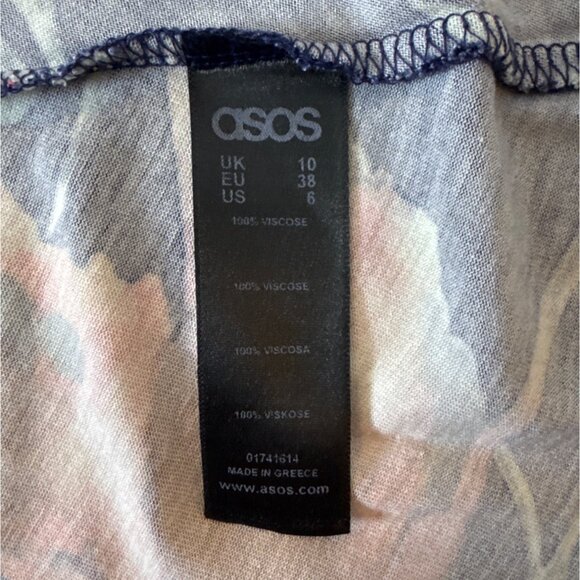 asos
UK 10
EU 38
US 6
100% VISCOSE
100% VISCOSE
100% VISCOSA
100% VISKOSE
01741614
MADE IN GREECE
www.asos.com